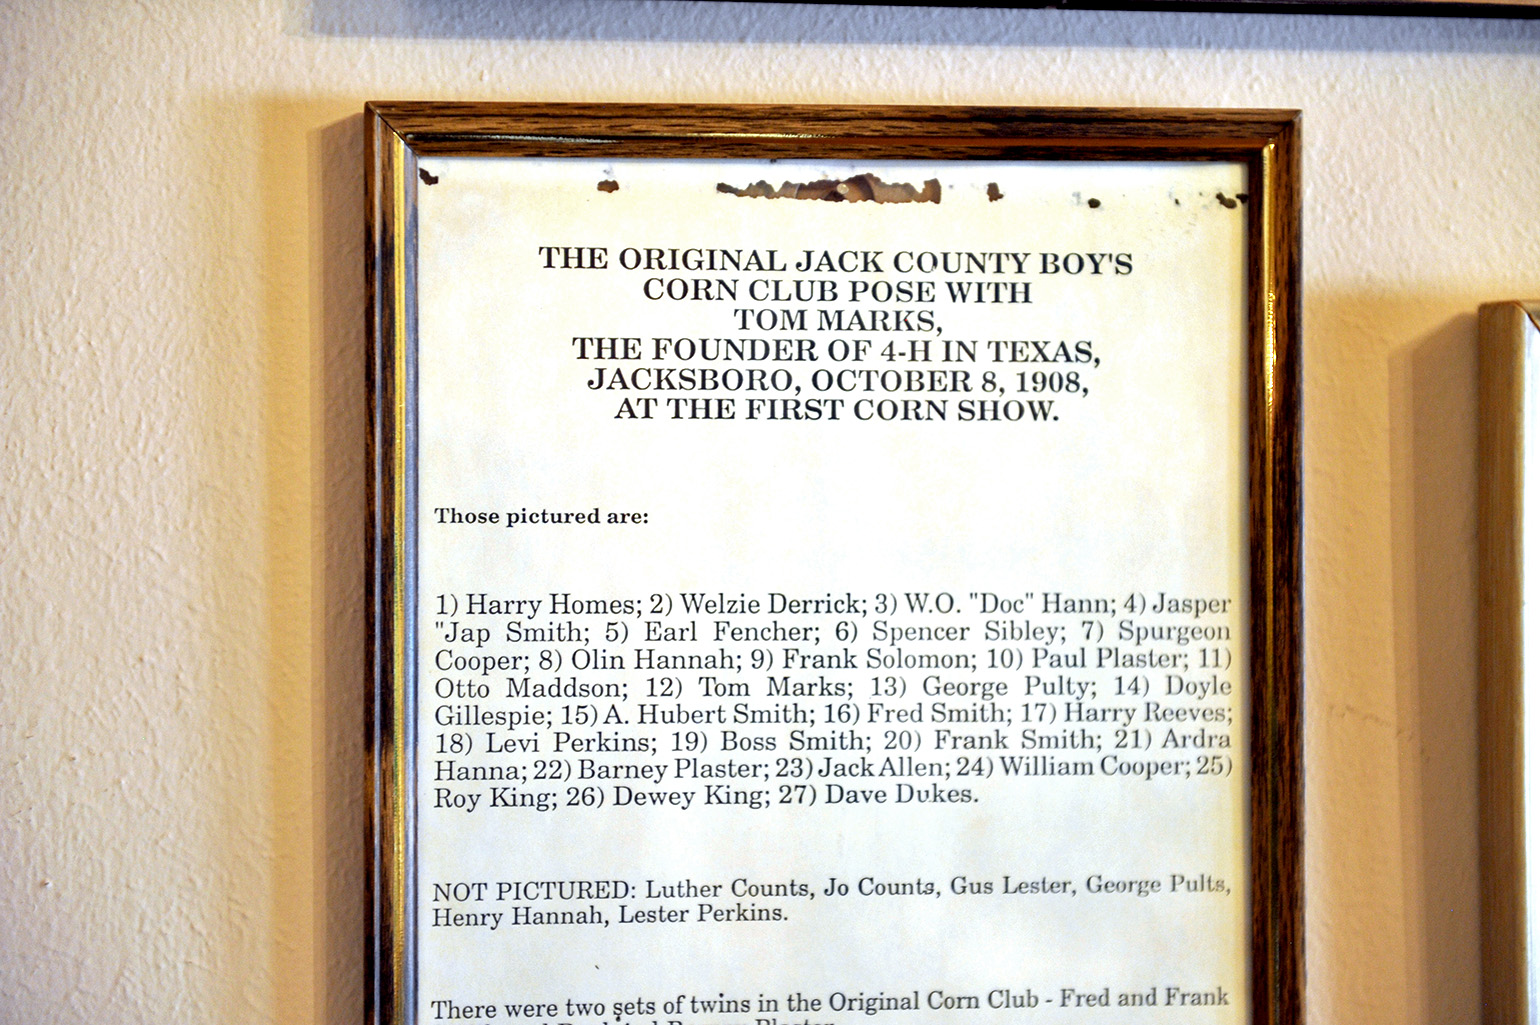 THE ORIGINAL JACK COUNTY BOY'S
CORN CLUB POSE WITH
TOM MARKS,
THE FOUNDER OF 4-H IN TEXAS,
JACKSBORO, OCTOBER 8, 1908,
AT THE FIRST CORN SHOW.
Those pictured are:
1) Harry Homes; 2) Welzie Derrick; 3) W.O. "Doc" Hann; 4) Jasper
"Jap Smith; 5) Earl Fencher; 6) Spencer Sibley; 7) Spurgeon
Cooper; 8) Olin Hannah; 9) Frank Solomon; 10) Paul Plaster; 11)
Otto Maddson; 12) Tom Marks; 13) George Pulty; 14) Doyle
Gillespie; 15) A. Hubert Smith; 16) Fred Smith; 17) Harry Reeves;
18) Levi Perkins; 19) Boss Smith; 20) Frank Smith; 21) Ardra
Hanna; 22) Barney Plaster; 23) Jack Allen; 24) William Cooper; 25)
Roy King; 26) Dewey King; 27) Dave Dukes.
NOT PICTURED: Luther Counts, Jo Counts, Gus Lester, George Pults,
Henry Hannah, Lester Perkins.
There were two sets of twins in the Original Corn Club - Fred and Frank
Plaster